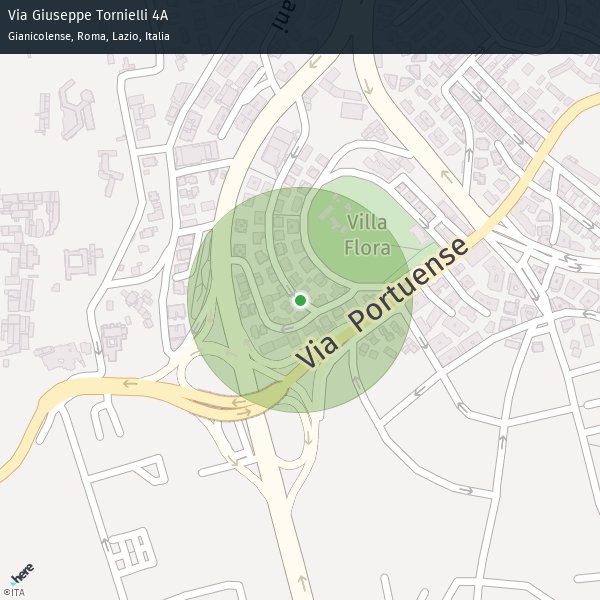 Via Giuseppe Tornielli 4A
Gianicolense, Roma, Lazio, Italia
ani
Villa
Flora
Via Portuense
here
©ITA